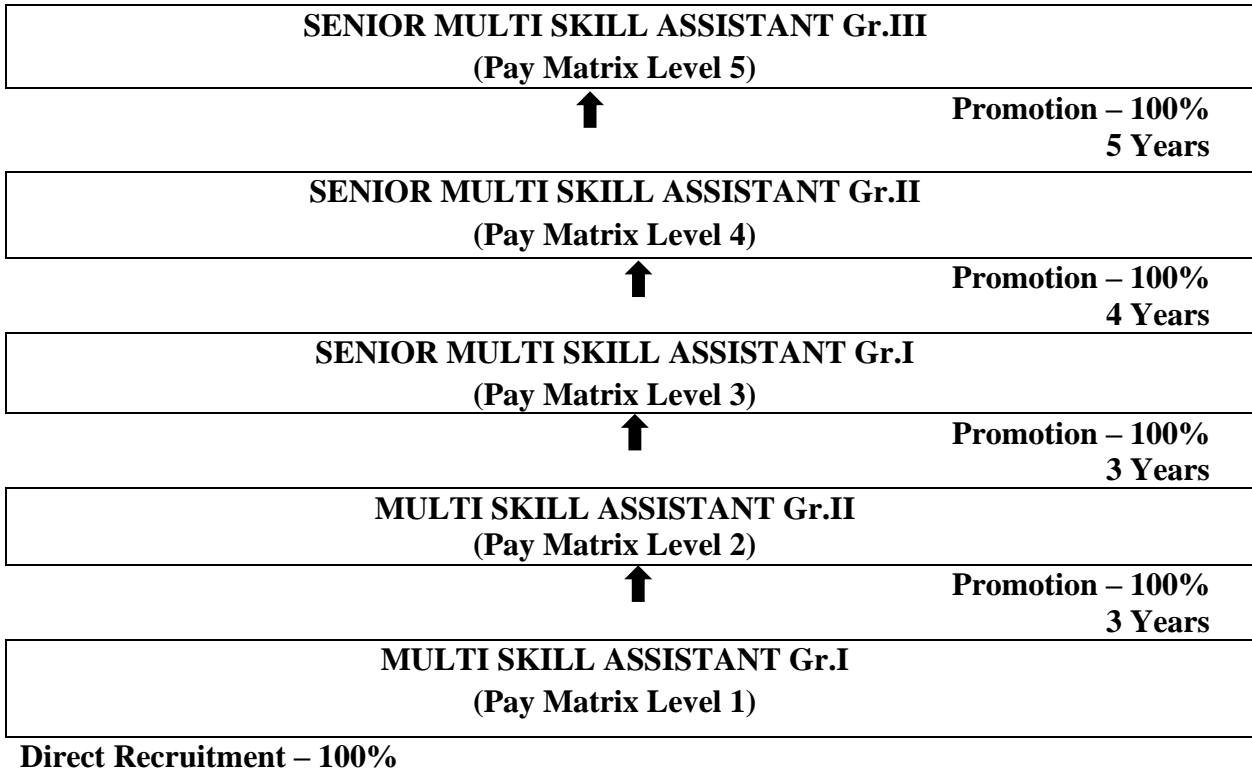 SENIOR MULTI SKILL ASSISTANT Gr.III
(Pay Matrix Level 5)
Promotion – 100%
5 Years
SENIOR MULTI SKILL ASSISTANT Gr.II
(Pay Matrix Level 4)
Promotion – 100%
4 Years
SENIOR MULTI SKILL ASSISTANT Gr.I
(Pay Matrix Level 3)
Promotion – 100%
3 Years
MULTI SKILL ASSISTANT Gr.II
(Pay Matrix Level 2)
Promotion – 100%
3 Years
MULTI SKILL ASSISTANT Gr.I
(Pay Matrix Level 1)
Direct Recruitment – 100%